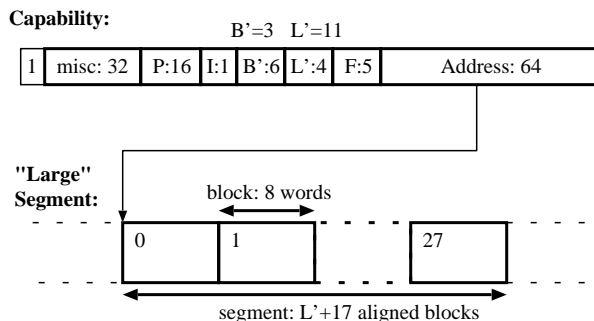 Capability:
B’=3 L’=11
1 misc: 32 P:16 I:1 B’:6 L’:4 F:5 Address: 64
"Large"
Segment:
block: 8 words
0 1 27
segment: L’+17 aligned blocks